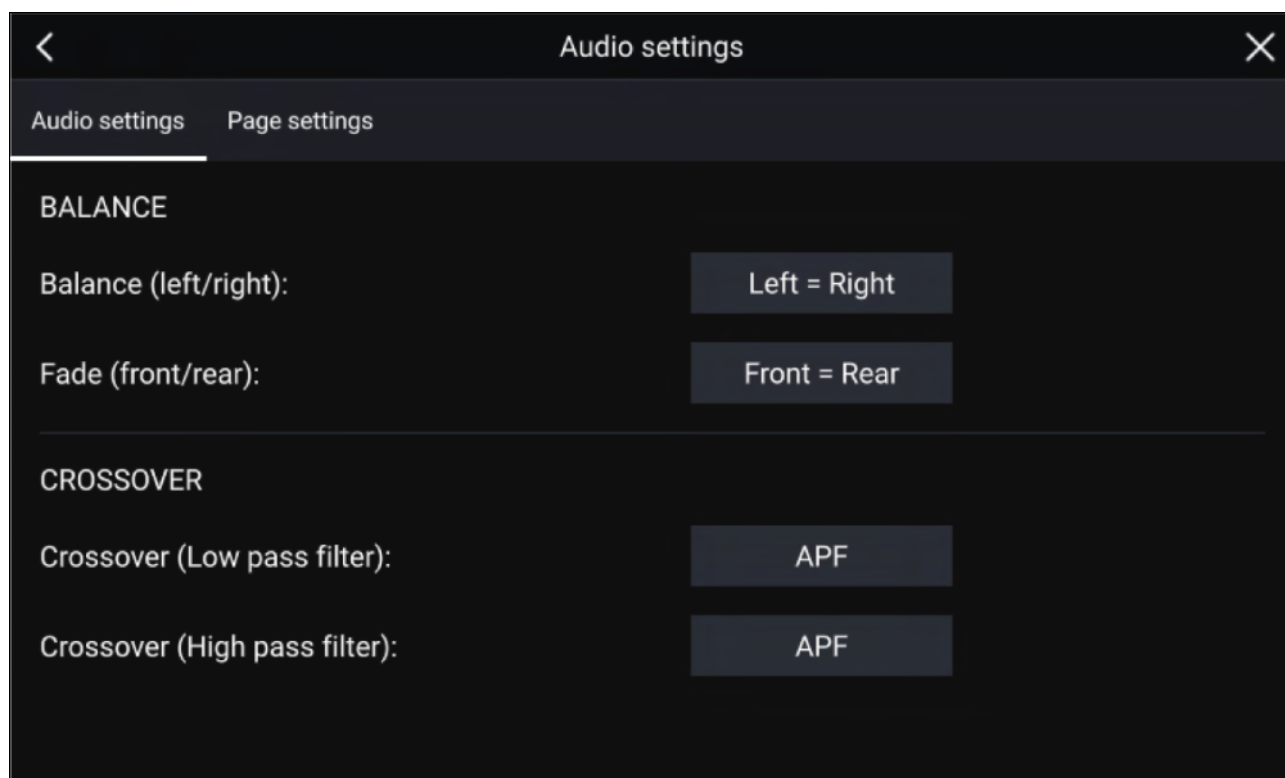 Audio settings
Audio settings Page settings
BALANCE
Balance (left/right): Left = Right
Fade (front/rear): Front = Rear
CROSSOVER
Crossover (Low pass filter): APF
Crossover (High pass filter): APF